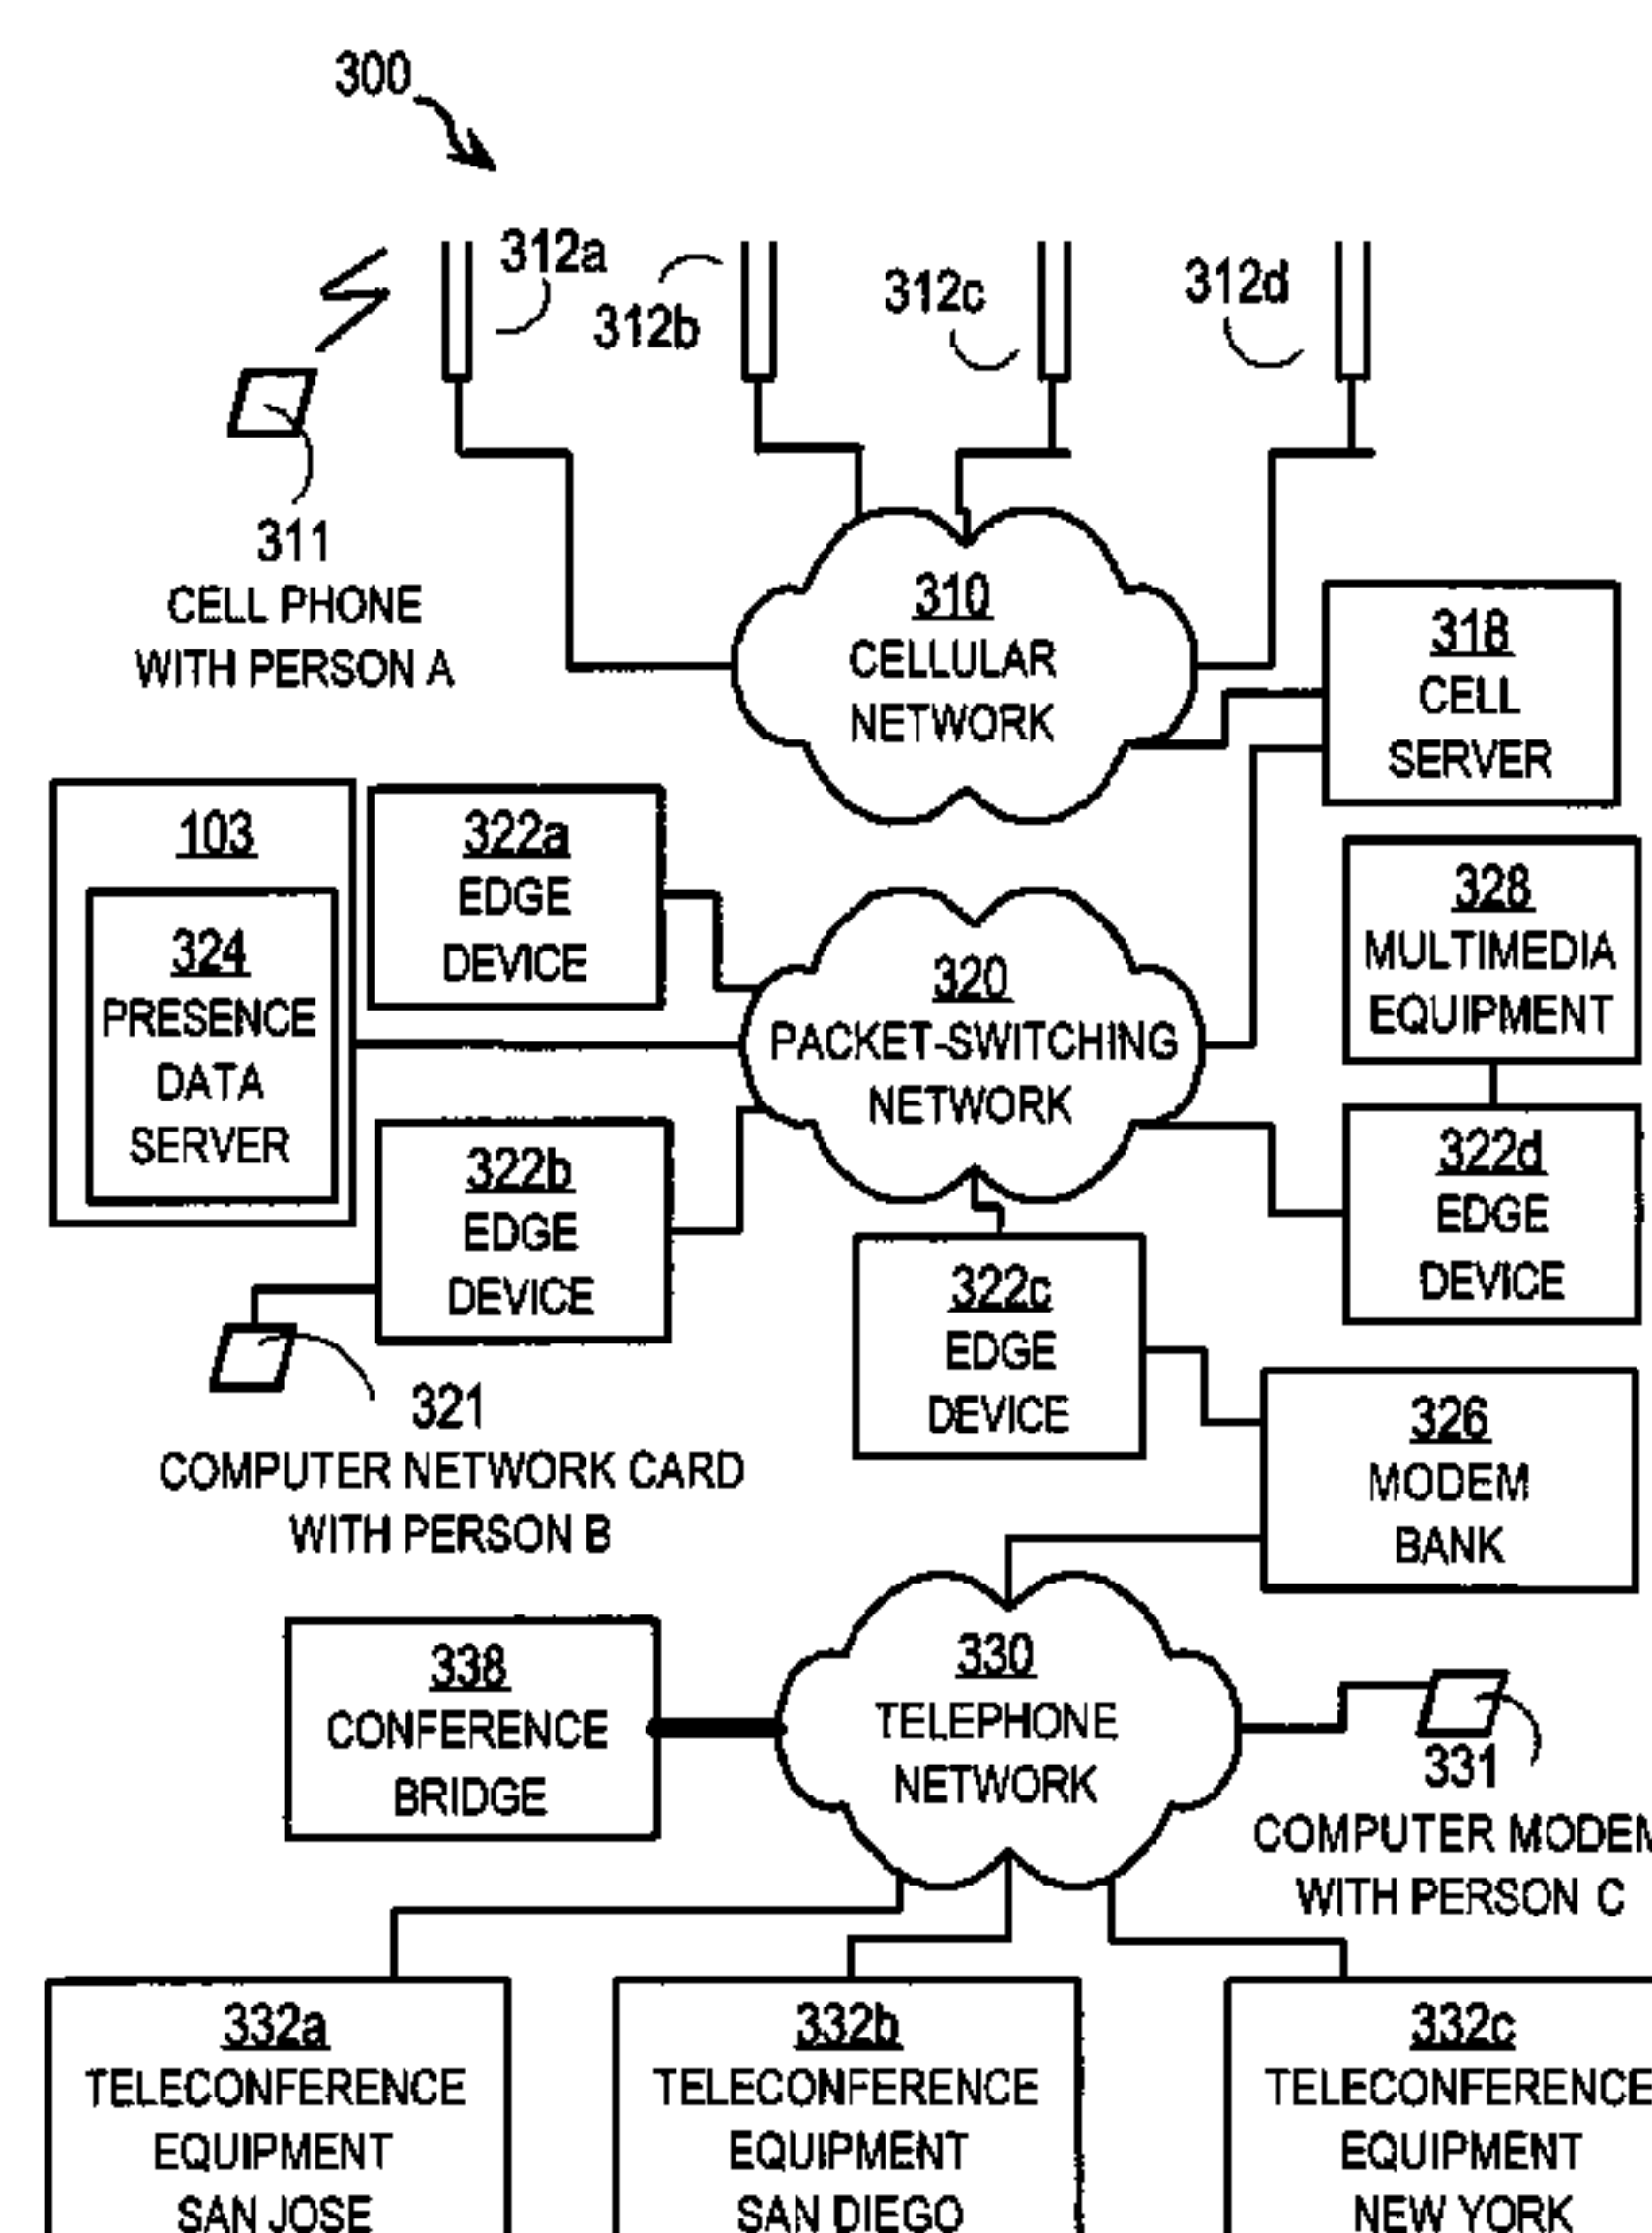 300
312a
312b
312c
312d
311
CELL PHONE
WITH PERSON A
310
CELLULAR
NETWORK
318
CELL
SERVER
103
324
PRESENCE
DATA
SERVER
322a
EDGE
DEVICE
320
PACKET-SWITCHING
NETWORK
328
MULTIMEDIA
EQUIPMENT
322b
EDGE
DEVICE
322d
EDGE
DEVICE
321
COMPUTER NETWORK CARD
WITH PERSON B
322c
EDGE
DEVICE
326
MODEM
BANK
338
CONFERENCE
BRIDGE
330
TELEPHONE
NETWORK
331
COMPUTER MODEM
WITH PERSON C
332a
TELECONFERENCE
EQUIPMENT
SAN JOSE
332b
TELECONFERENCE
EQUIPMENT
SAN DIEGO
332c
TELECONFERENCE
EQUIPMENT
NEW YORK